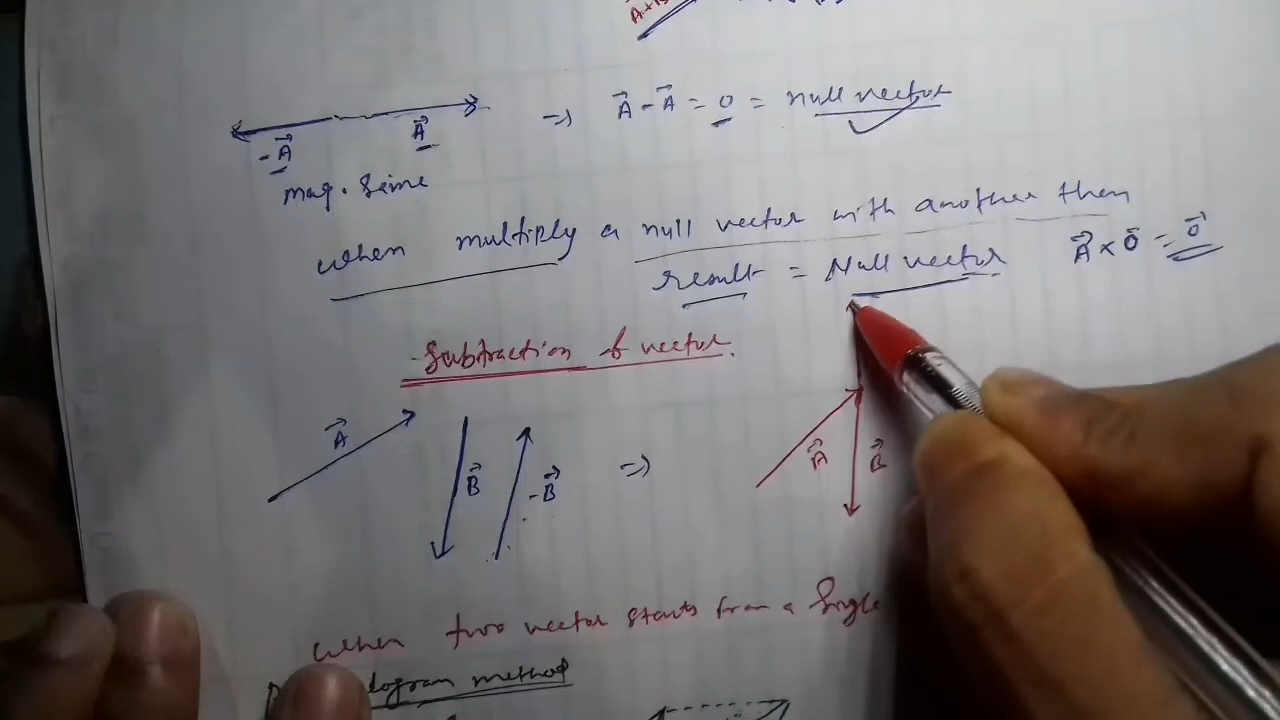 A⃗ - A⃗ = 0 = Null vector
-A⃗ A⃗
mag. same
when multiply a null vector with another then
result = Null vector A⃗ × 0⃗ = 0⃗
Subtraction of vector.
A⃗ B⃗ -B⃗ => A⃗ B⃗
when two vector starts from a Single
method